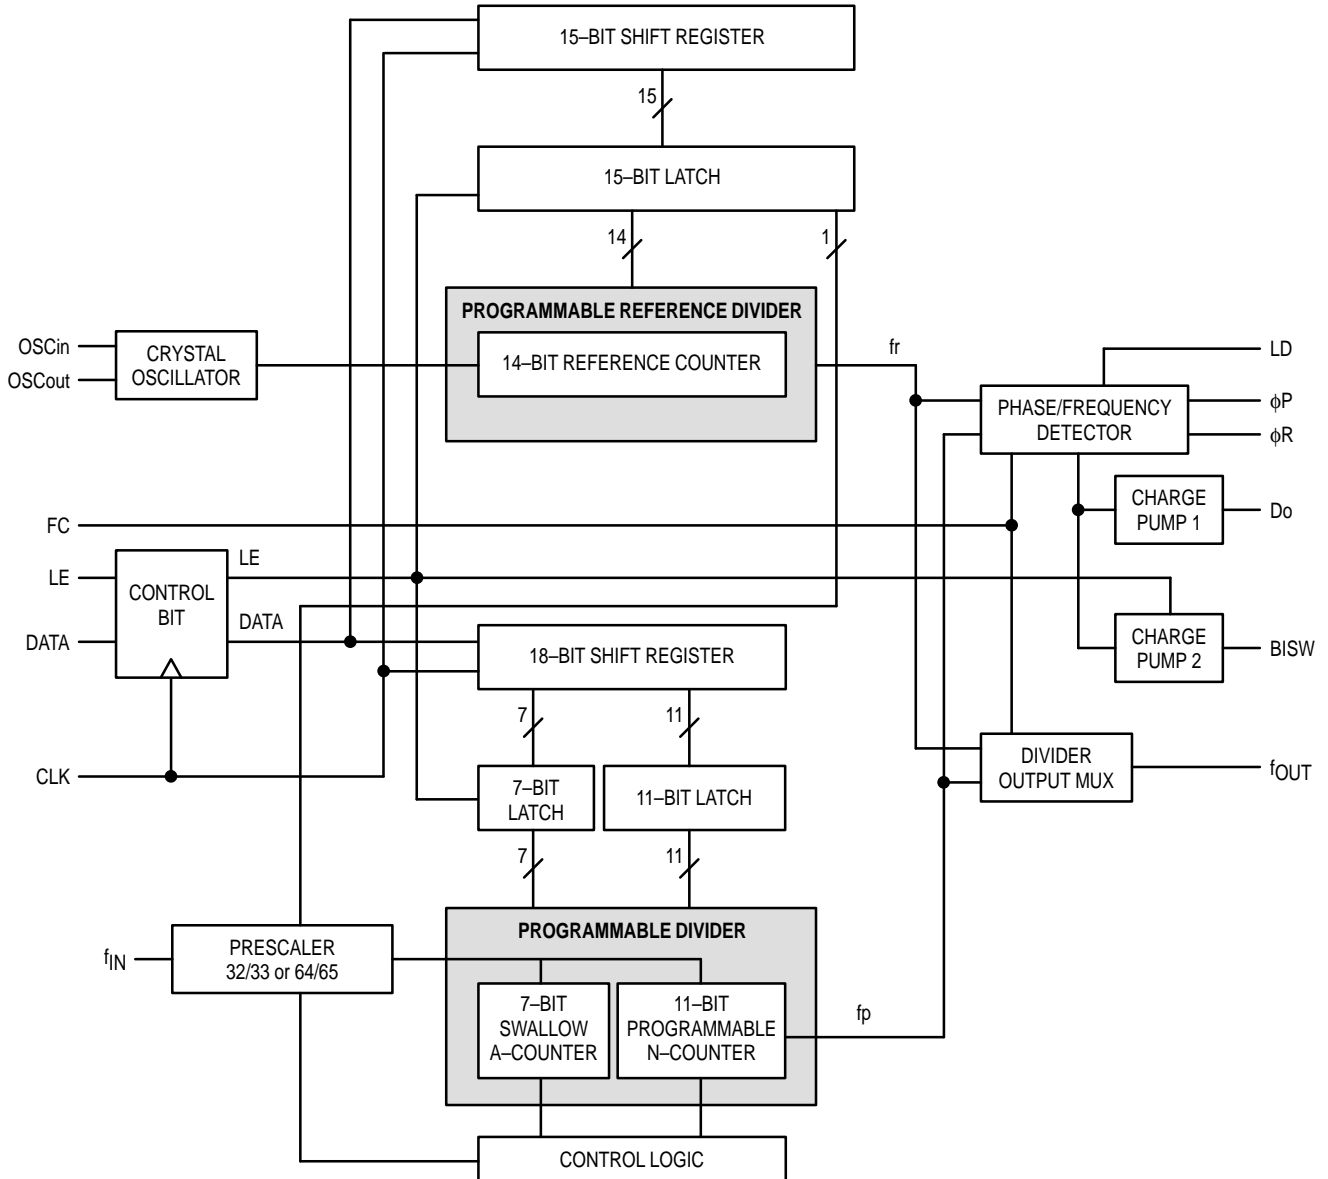 15–BIT SHIFT REGISTER
15
15–BIT LATCH
14
1
PROGRAMMABLE REFERENCE DIVIDER
14–BIT REFERENCE COUNTER
OSCin
OSCout
CRYSTAL
OSCILLATOR
fr
LD
PHASE/FREQUENCY
DETECTOR
ϕP
ϕR
CHARGE
PUMP 1
Do
FC
LE
DATA
CONTROL
BIT
LE
DATA
18–BIT SHIFT REGISTER
CHARGE
PUMP 2
BISW
7
11
CLK
7–BIT
LATCH
11–BIT LATCH
DIVIDER
OUTPUT MUX
fOUT
7
11
PROGRAMMABLE DIVIDER
fIN
PRESCALER
32/33 or 64/65
7–BIT
SWALLOW
A–COUNTER
11–BIT
PROGRAMMABLE
N–COUNTER
fp
CONTROL LOGIC